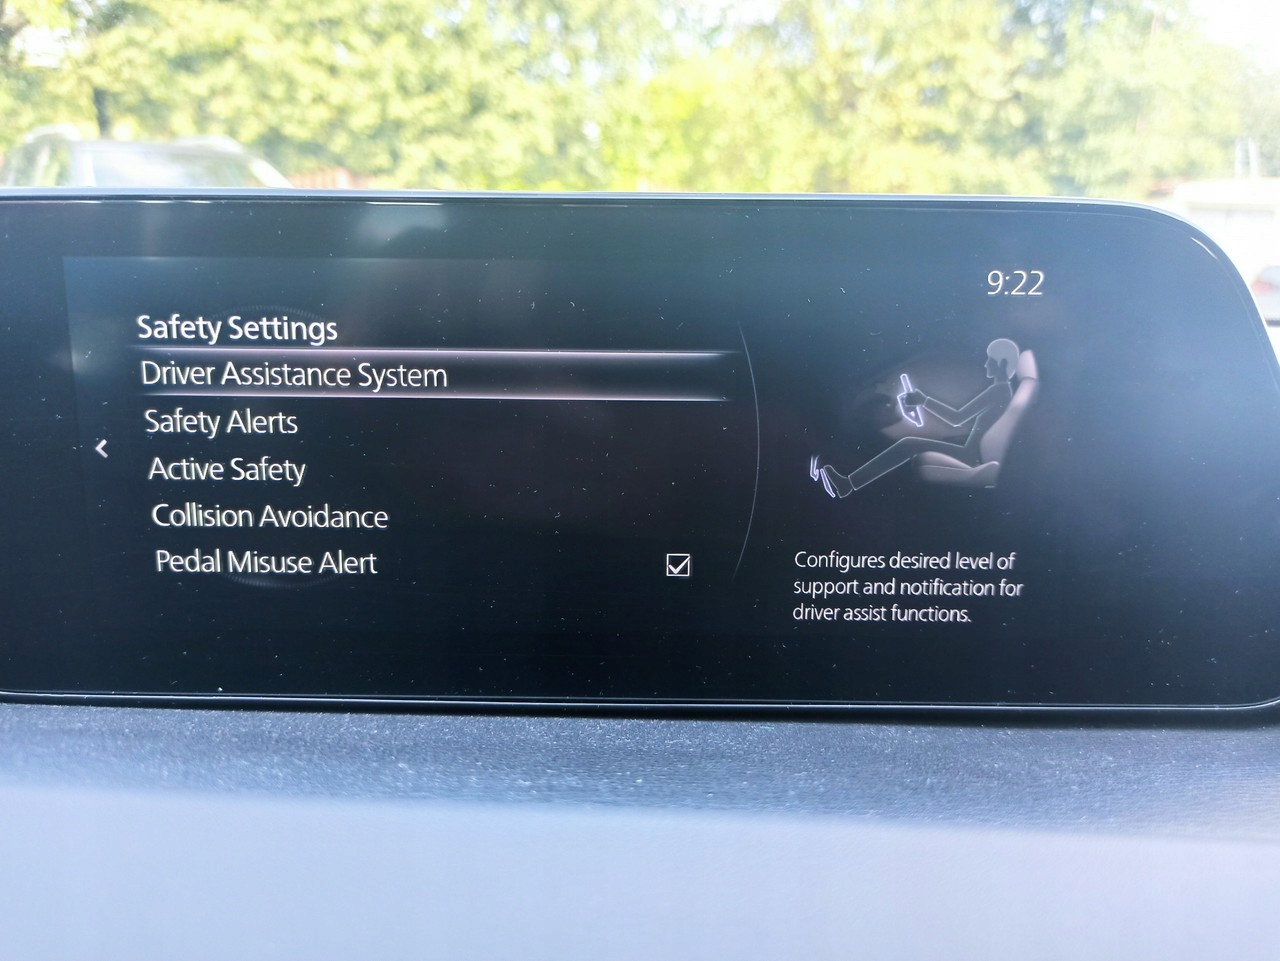 9:22
Safety Settings
Driver Assistance System
Safety Alerts
Active Safety
Collision Avoidance
Pedal Misuse Alert
Configures desired level of
support and notification for
driver assist functions.